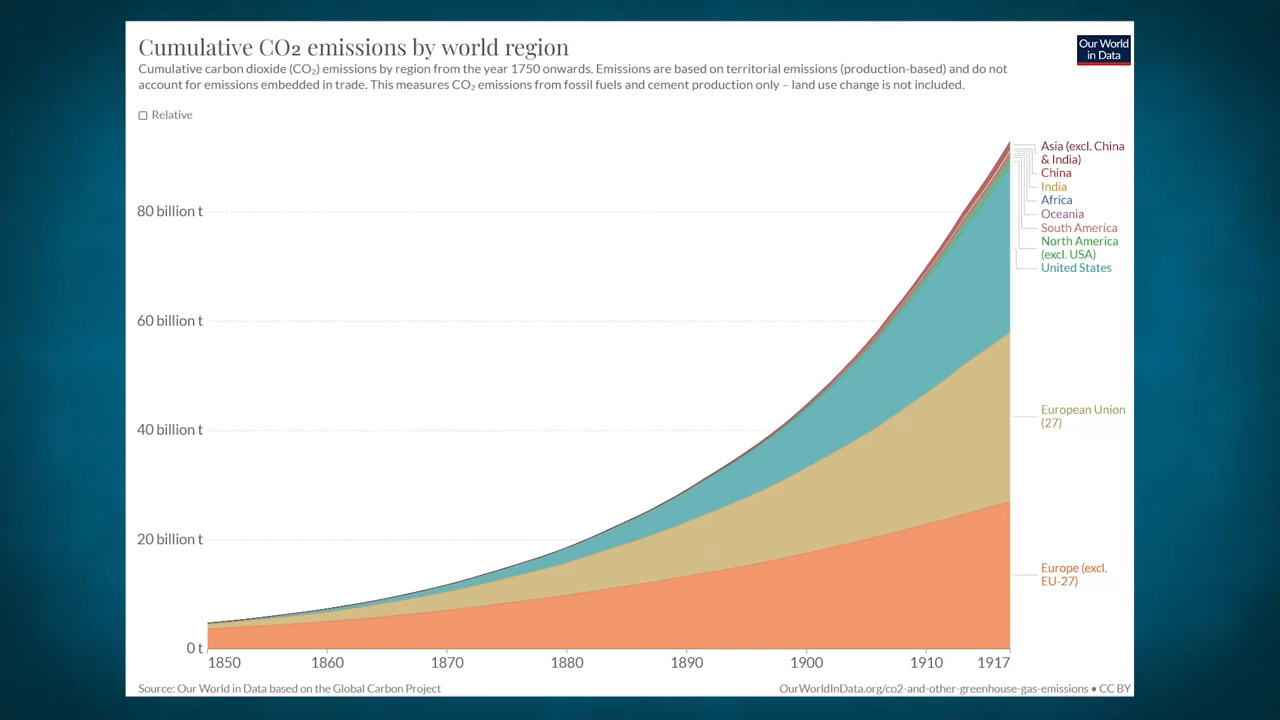 Cumulative CO₂ emissions by world region
Our World
in Data
Cumulative carbon dioxide (CO₂) emissions by region from the year 1750 onwards. Emissions are based on territorial emissions (production-based) and do not
account for emissions embedded in trade. This measures CO₂ emissions from fossil fuels and cement production only – land use change is not included.
Relative
Asia (excl. China
& India)
China
India
Africa
Oceania
South America
North America
(excl. USA)
United States
European Union
(27)
Europe (excl.
EU-27)
80 billion t
60 billion t
40 billion t
20 billion t
0 t
1850 1860 1870 1880 1890 1900 1910 1917
Source: Our World in Data based on the Global Carbon Project
OurWorldInData.org/co2-and-other-greenhouse-gas-emissions • CC BY